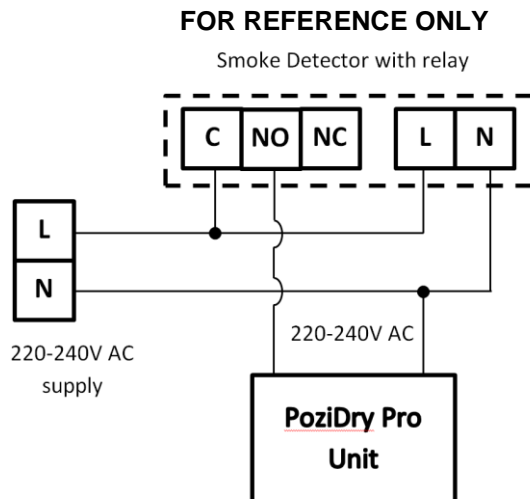 FOR REFERENCE ONLY
Smoke Detector with relay
C NO NC L N
L
N
220-240V AC
supply
220-240V AC
PoziDry Pro
Unit